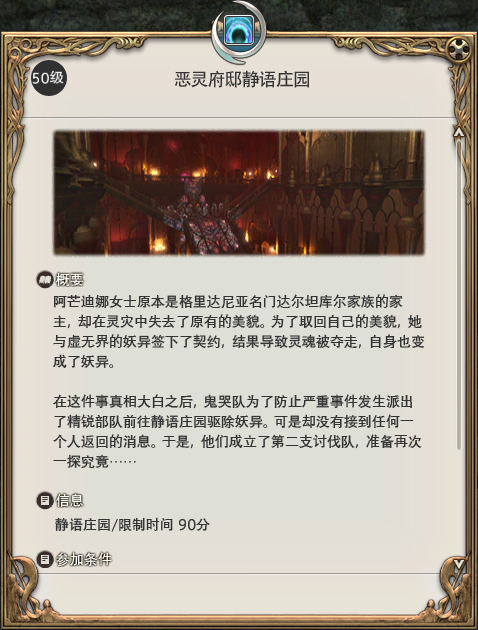 50级
恶灵府邸静语庄园
概要
阿芒迪娜女士原本是格里达尼亚名门达尔坦库尔家族的家
主，却在灵灾中失去了原有的美貌。为了取回自己的美貌，她
与虚无界的妖异签下了契约，结果导致灵魂被夺走，自身也变
成了妖异。
在这件事真相大白之后，鬼哭队为了防止严重事件发生派出
了精锐部队前往静语庄园驱除妖异。可是却没有接到任何一
个人返回的消息。于是，他们成立了第二支讨伐队，准备再次
一探究竟……
信息
静语庄园/限制时间 90分
参加条件